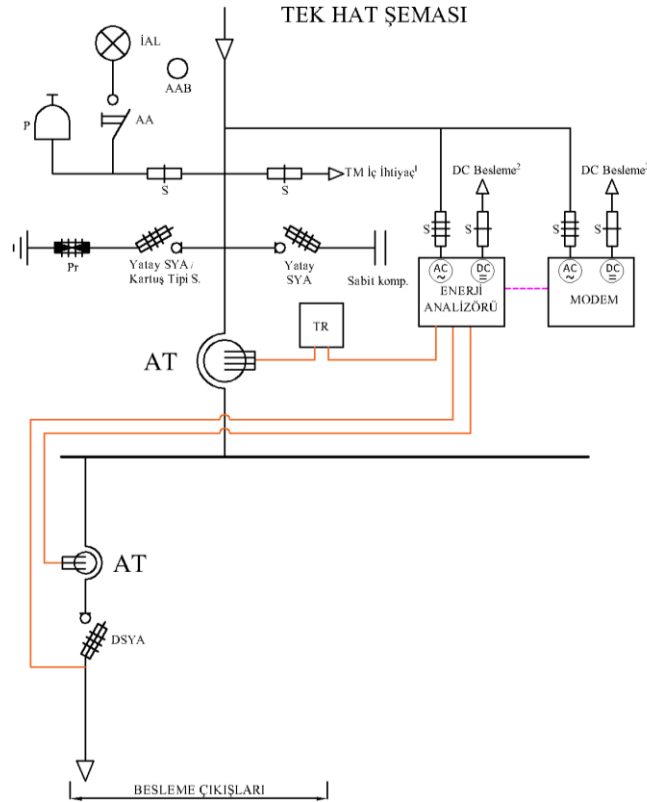 TEK HAT ŞEMASI
İAL
AAB
P
AA
S
S
TM İç İhtiyaç¹
DC Besleme²
DC Besleme²
S
S
S
S
AC
DC
AC
DC
ENERJİ
ANALİZÖRÜ
MODEM
Pr
Yatay SYA /
Kartuş Tipi S.
Yatay
SYA
Sabit komp.
TR
AT
AT
DSYA
BESLEME ÇIKIŞLARI